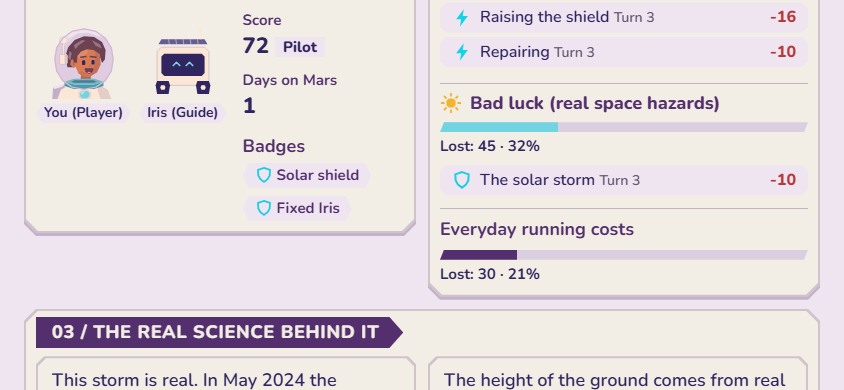 You (Player)
Iris (Guide)
Score
72 Pilot
Days on Mars
1
Badges
Solar shield
Fixed Iris
Raising the shield Turn 3 -16
Repairing Turn 3 -10
Bad luck (real space hazards)
Lost: 45 · 32%
The solar storm Turn 3 -10
Everyday running costs
Lost: 30 · 21%
03 / THE REAL SCIENCE BEHIND IT
This storm is real. In May 2024 the
The height of the ground comes from real